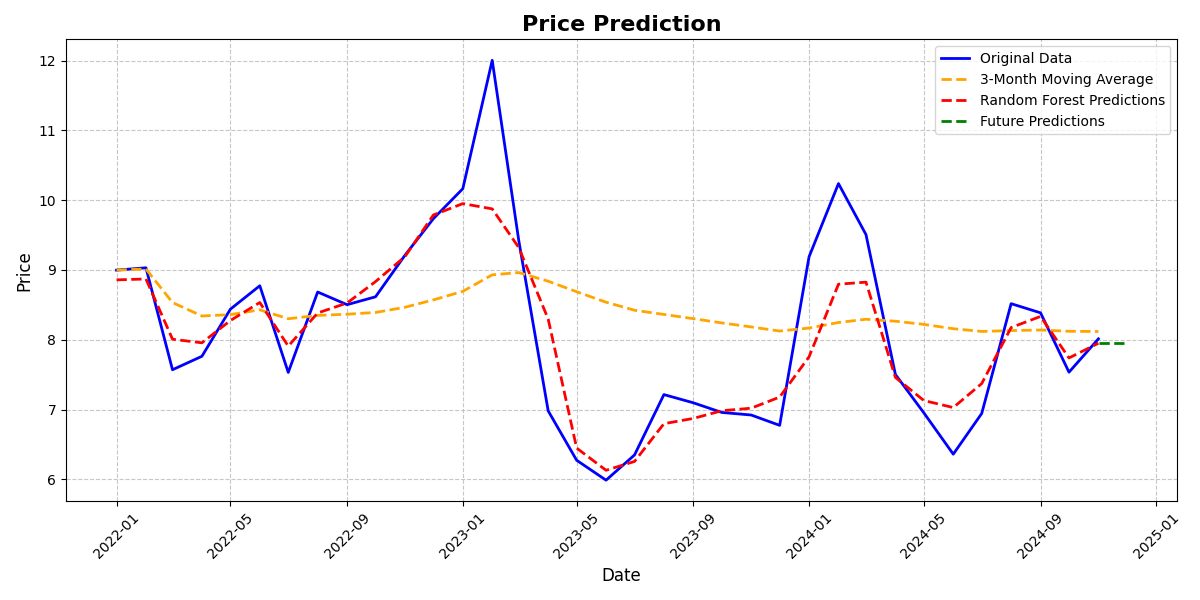 Price Prediction
Original Data
3-Month Moving Average
Random Forest Predictions
Future Predictions
Price
12
11
10
9
8
7
6
2022-01
2022-05
2022-09
2023-01
2023-05
2023-09
2024-01
2024-05
2024-09
2025-01
Date